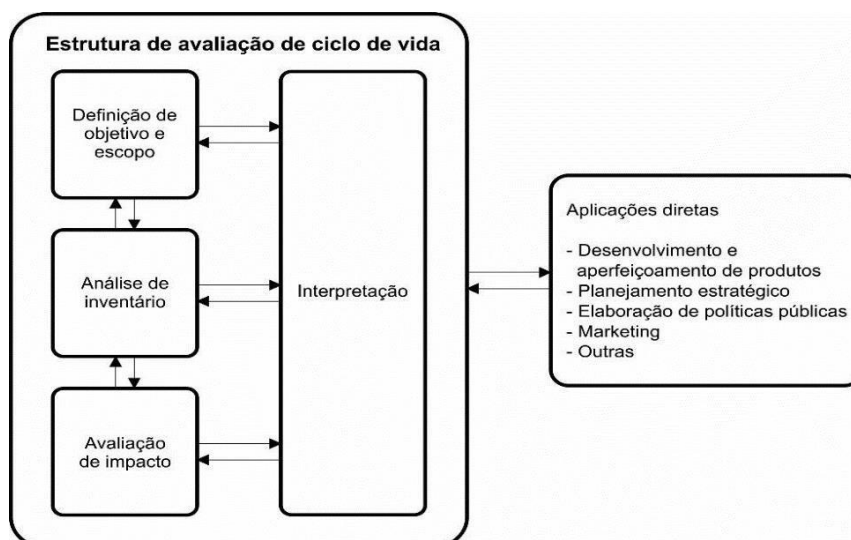 Estrutura de avaliação de ciclo de vida
Definição de
objetivo e
escopo
Análise de
inventário
Avaliação
de impacto
Interpretação
Aplicações diretas
- Desenvolvimento e
aperfeiçoamento de produtos
- Planejamento estratégico
- Elaboração de políticas públicas
- Marketing
- Outras